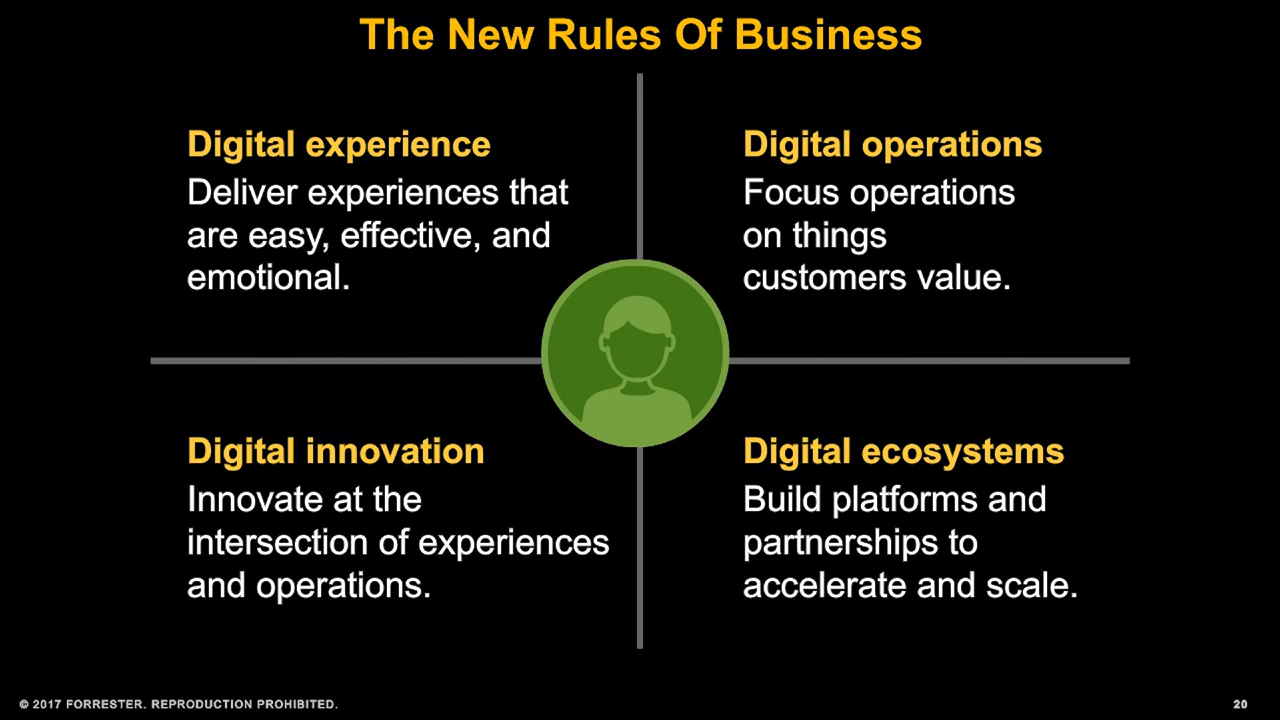 The New Rules Of Business
Digital experience
Deliver experiences that
are easy, effective, and
emotional.
Digital operations
Focus operations
on things
customers value.
Digital innovation
Innovate at the
intersection of experiences
and operations.
Digital ecosystems
Build platforms and
partnerships to
accelerate and scale.
© 2017 FORRESTER. REPRODUCTION PROHIBITED.
20